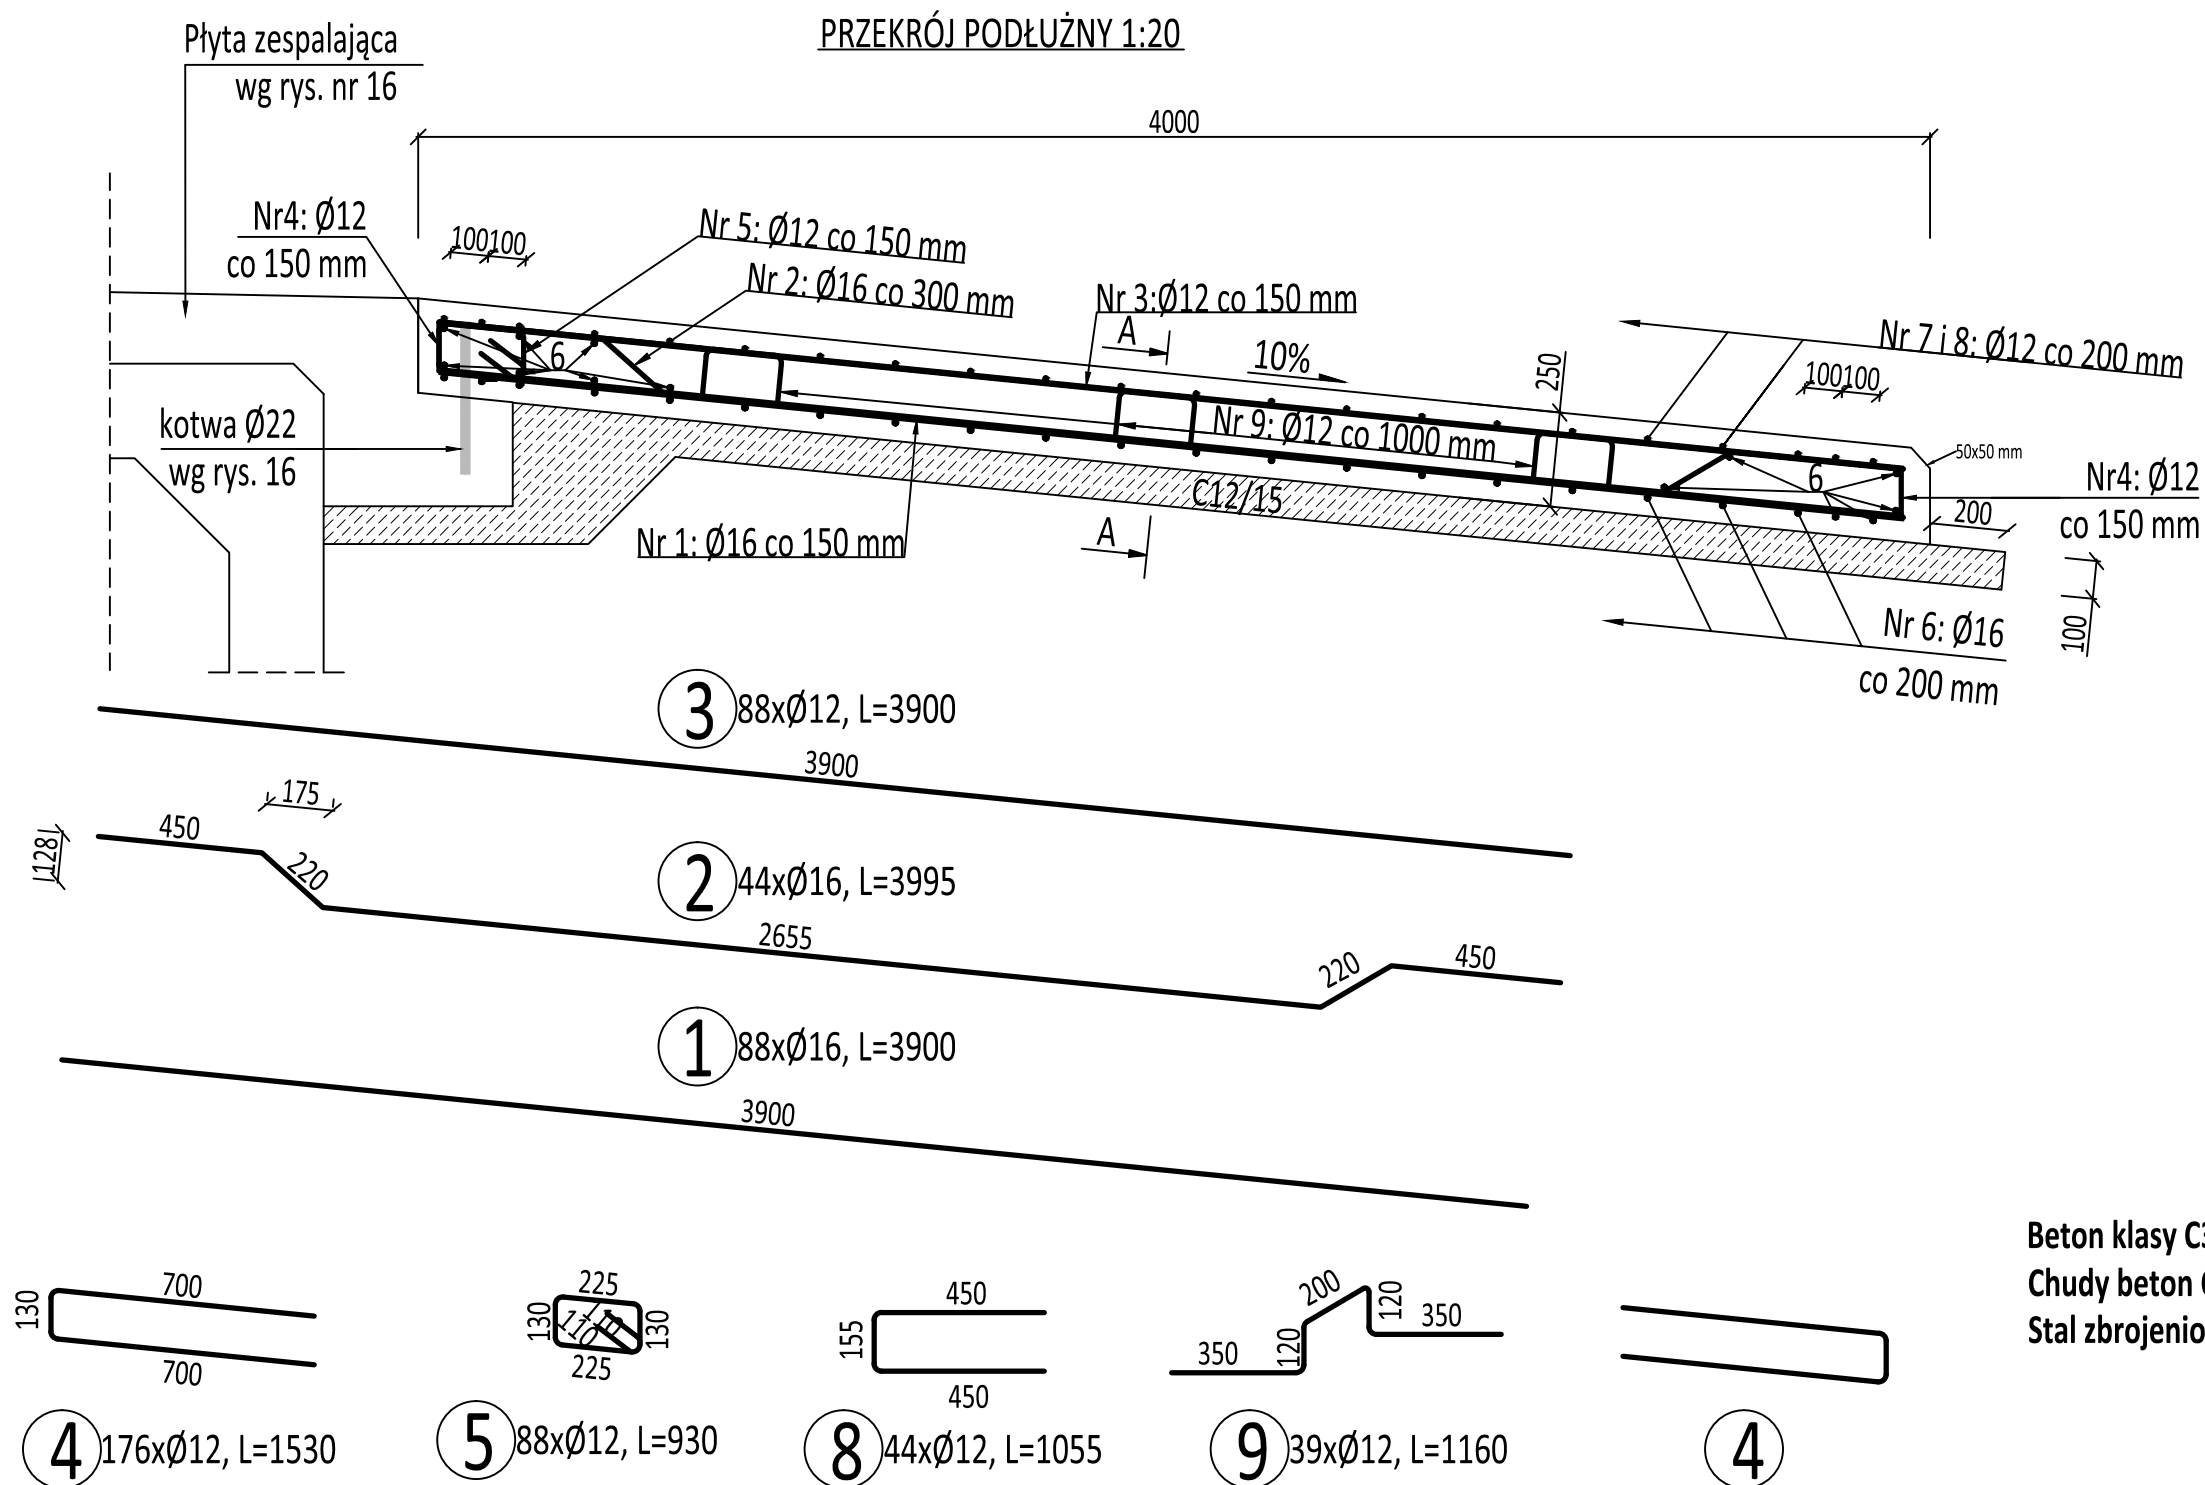 PRZEKRÓJ PODŁUŻNY 1:20
Płyta zespalająca
wg rys. nr 16
4000
Nr4: Ø12
co 150 mm
100 100
Nr 5: Ø12 co 150 mm
Nr 2: Ø16 co 300 mm
Nr 3:Ø12 co 150 mm
A
10%
250
Nr 7 i 8: Ø12 co 200 mm
100 100
6
kotwa Ø22
wg rys. 16
Nr 9: Ø12 co 1000 mm
6
50x50 mm
Nr4: Ø12
co 150 mm
C12/15
200
Nr 1: Ø16 co 150 mm
A
Nr 6: Ø16
co 200 mm
100
3 88xØ12, L=3900
3900
175
450
128
220
2 44xØ16, L=3995
2655
220
450
1 88xØ16, L=3900
3900
Beton klasy C3
Chudy beton
Stal zbrojenio
130
700
700
225
130
110
110
130
225
450
155
450
200
120
120
350
350
4 176xØ12, L=1530
5 88xØ12, L=930
8 44xØ12, L=1055
9 39xØ12, L=1160
4